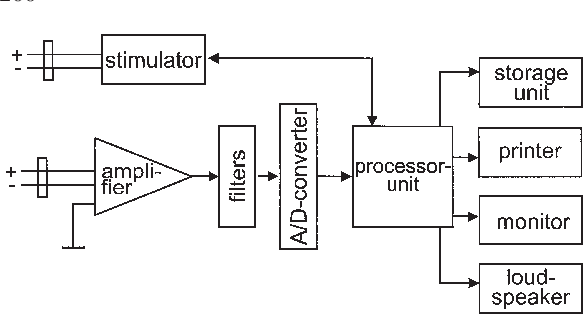 +
-
stimulator
+
-
ampli-
fier
filters
A/D-converter
processor-
unit
storage
unit
printer
monitor
loud-
speaker